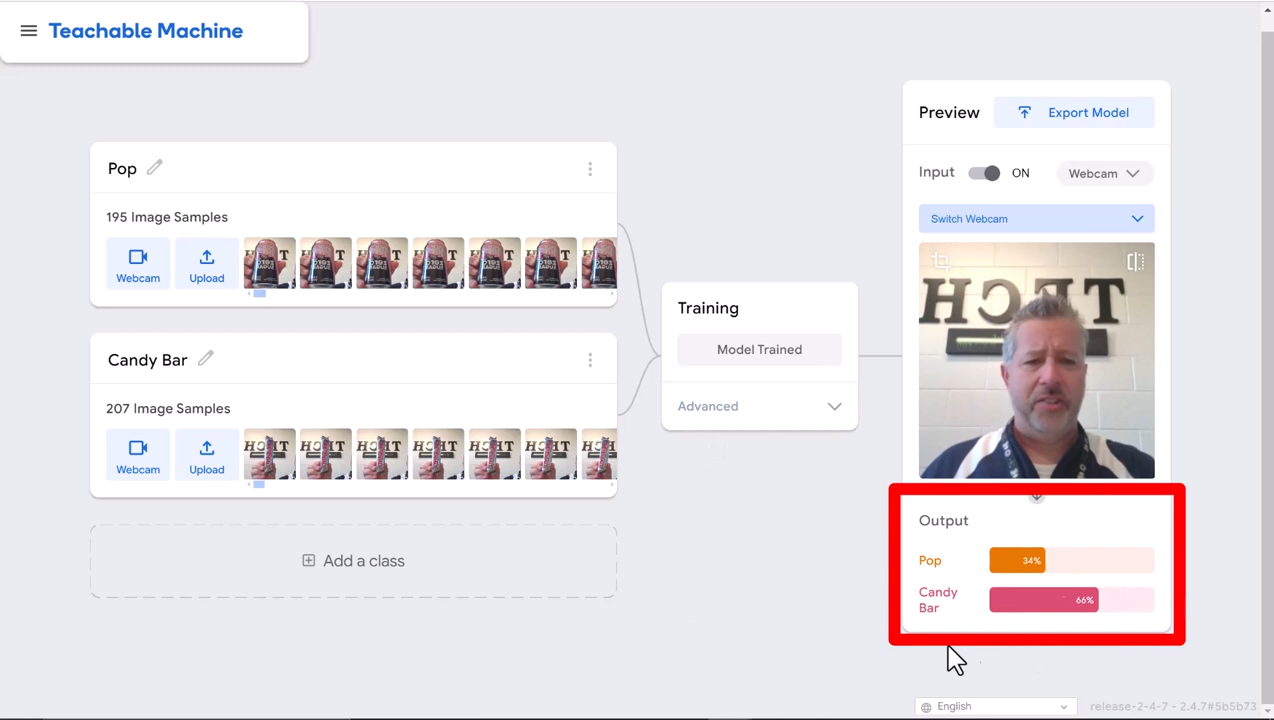 Teachable Machine
Pop
195 Image Samples
Webcam
Upload
Candy Bar
207 Image Samples
Webcam
Upload
Add a class
Training
Model Trained
Advanced
Preview
Export Model
Input
ON
Webcam
Switch Webcam
TECH
Output
Pop
34%
Candy
Bar
66%
English
release-2-4-7 - 2.4.7#5b5b73